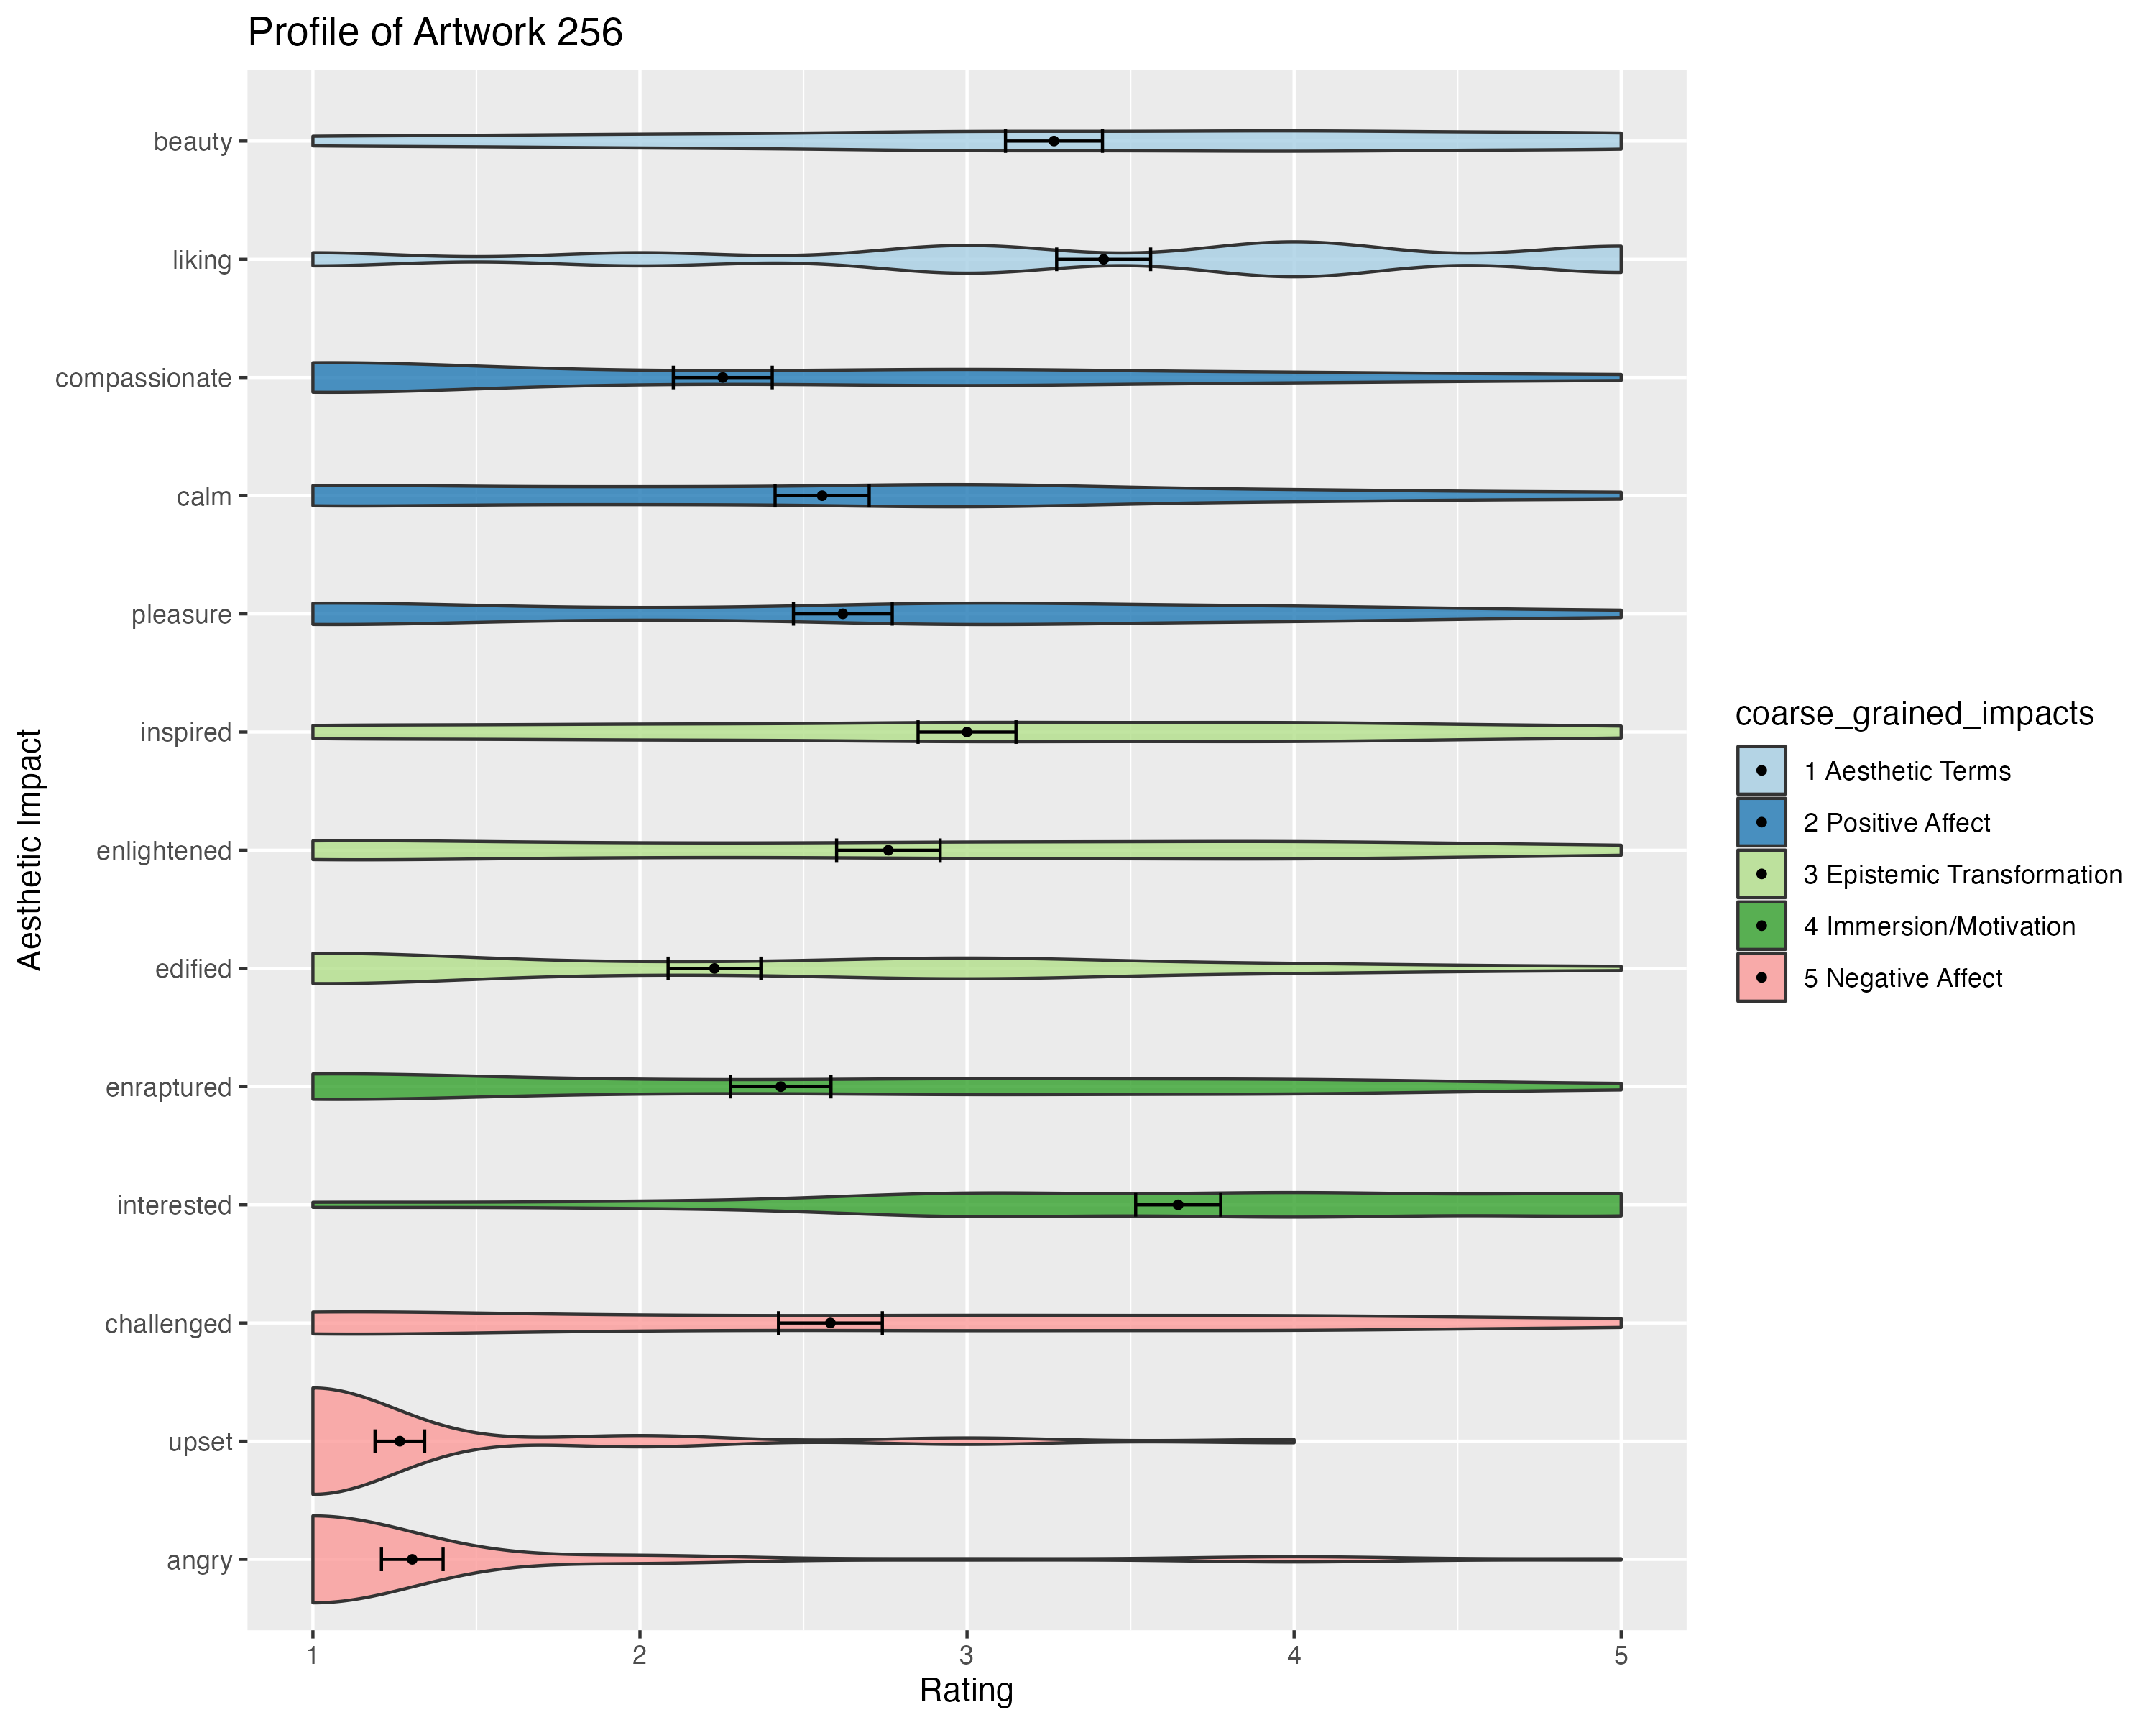 Profile of Artwork 256
Aesthetic Impact
beauty
liking
compassionate
calm
pleasure
inspired
enlightened
edified
enraptured
interested
challenged
upset
angry
1 2 3 4 5
Rating
coarse_grained_impacts
1 Aesthetic Terms
2 Positive Affect
3 Epistemic Transformation
4 Immersion/Motivation
5 Negative Affect